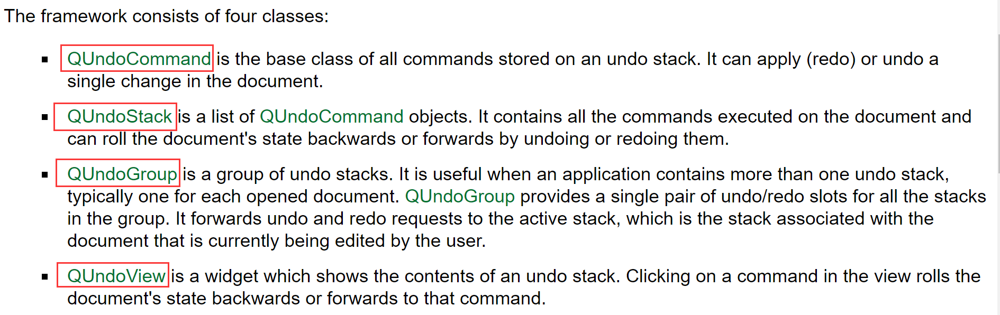 The framework consists of four classes:
QUndoCommand is the base class of all commands stored on an undo stack. It can apply (redo) or undo a
single change in the document.
QUndoStack is a list of QUndoCommand objects. It contains all the commands executed on the document and
can roll the document's state backwards or forwards by undoing or redoing them.
QUndoGroup is a group of undo stacks. It is useful when an application contains more than one undo stack,
typically one for each opened document. QUndoGroup provides a single pair of undo/redo slots for all the stacks
in the group. It forwards undo and redo requests to the active stack, which is the stack associated with the
document that is currently being edited by the user.
QUndoView is a widget which shows the contents of an undo stack. Clicking on a command in the view rolls the
document's state backwards or forwards to that command.